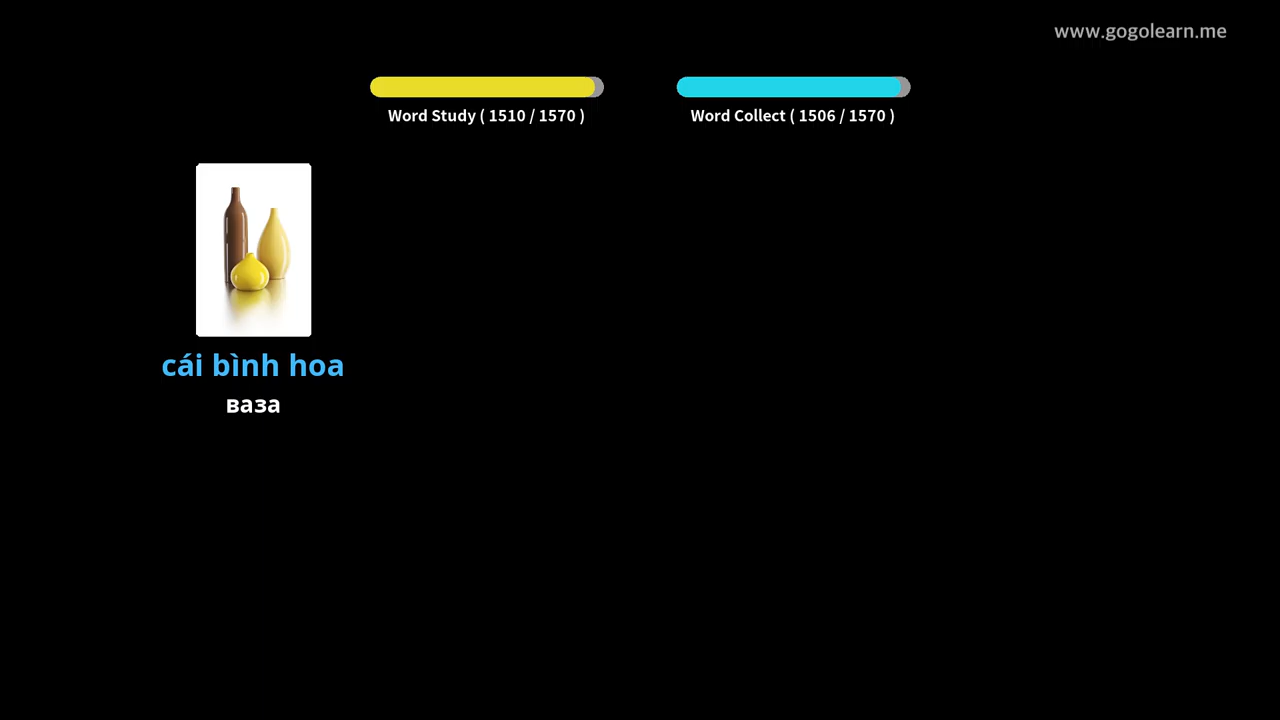 www.gogolearn.me
Word Study ( 1510 / 1570 )
Word Collect ( 1506 / 1570 )
cái bình hoa
ваза